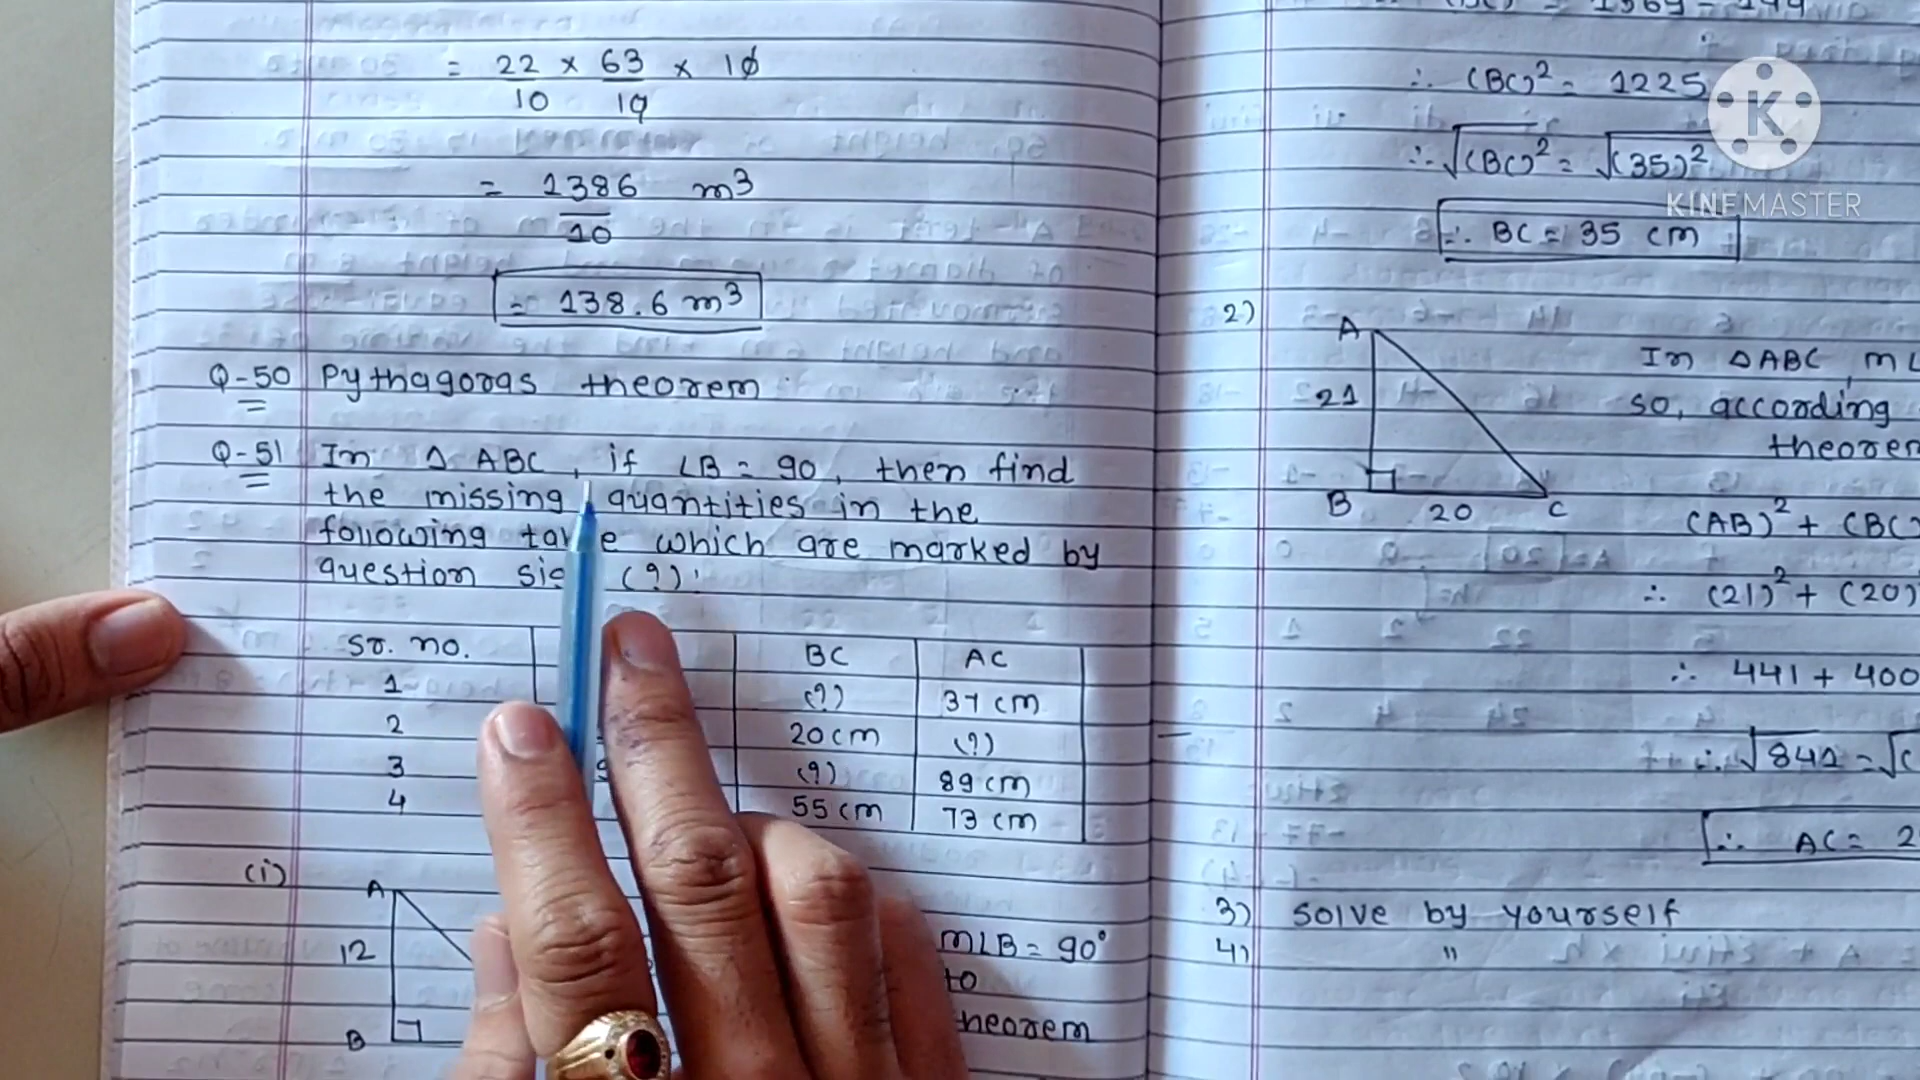 = 22 × 63 × 10
10 10
= 1386 m³
10
= 138.6 m³
Q-50 Pythagoras theorem
Q-51 In △ ABC, if ∠B = 90, then find
the missing quantities in the
following which are marked by
question (?).
Sr. no. BC AC
1 (?) 37 cm
2 20 cm (?)
3 (?) 89 cm
4 55 cm 73 cm
(i) A
12
B
m∠B = 90°
to
theorem
∴ (BC)² = 1225
∴ √(BC)² = √(35)²
∴ BC = 35 cm
2)
A
21
B 20 C
In △ABC, m∠
so, according
theorem
(AB)² + (BC)
∴ (21)² + (20)
∴ 441 + 400
∴ √841 = √(
∴ AC = 2
3) solve by yourself
4) "
K
KINEMASTER